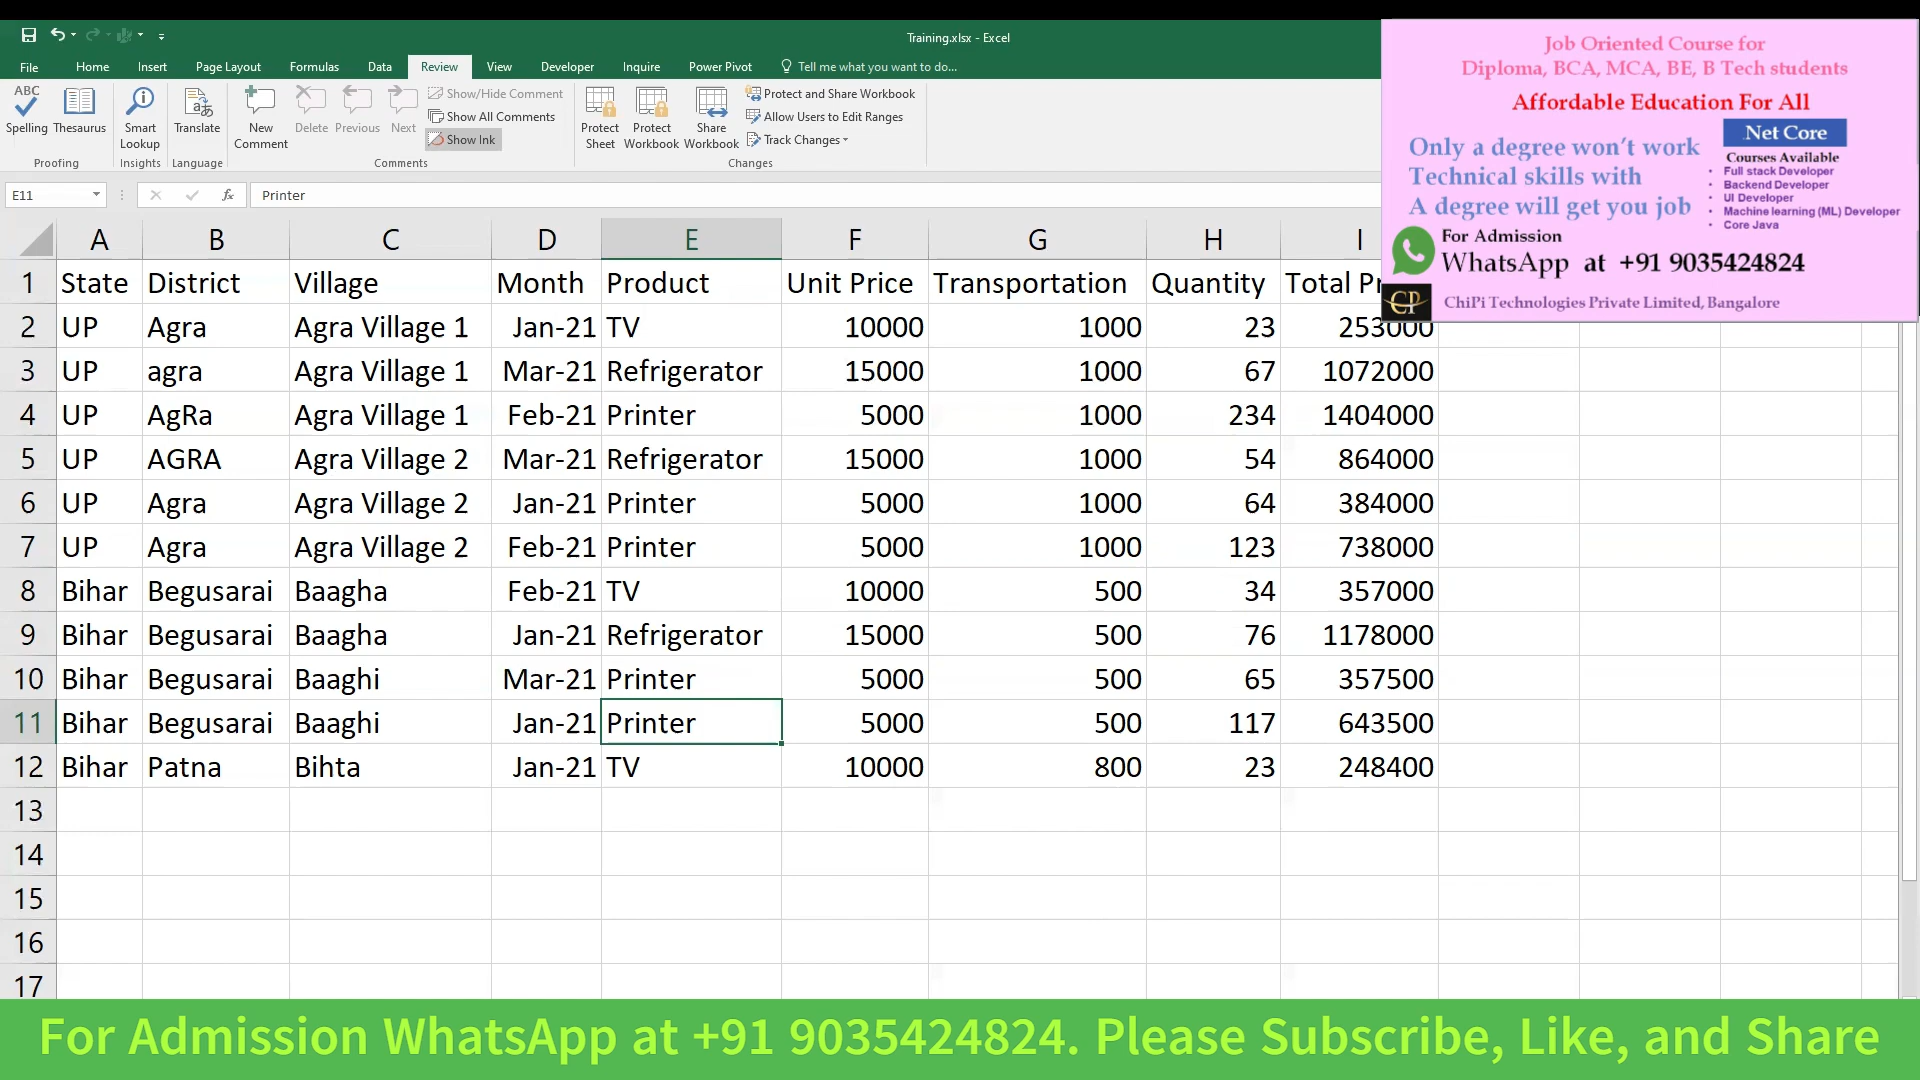 Training.xlsx - Excel
File Home Insert Page Layout Formulas Data Review View Developer Inquire Power Pivot Tell me what you want to do...
ABC
Spelling Thesaurus Smart Lookup Translate New Comment Delete Previous Next
Show/Hide Comment
Show All Comments
Show Ink
Protect Sheet Protect Workbook Share Workbook
Protect and Share Workbook
Allow Users to Edit Ranges
Track Changes
Proofing Insights Language Comments Changes
E11 fx Printer
A B C D E F G H I
1 State District Village Month Product Unit Price Transportation Quantity Total
2 UP Agra Agra Village 1 Jan-21 TV 10000 1000 23 253000
3 UP agra Agra Village 1 Mar-21 Refrigerator 15000 1000 67 1072000
4 UP AgRa Agra Village 1 Feb-21 Printer 5000 1000 234 1404000
5 UP AGRA Agra Village 2 Mar-21 Refrigerator 15000 1000 54 864000
6 UP Agra Agra Village 2 Jan-21 Printer 5000 1000 64 384000
7 UP Agra Agra Village 2 Feb-21 Printer 5000 1000 123 738000
8 Bihar Begusarai Baagha Feb-21 TV 10000 500 34 357000
9 Bihar Begusarai Baagha Jan-21 Refrigerator 15000 500 76 1178000
10 Bihar Begusarai Baaghi Mar-21 Printer 5000 500 65 357500
11 Bihar Begusarai Baaghi Jan-21 Printer 5000 500 117 643500
12 Bihar Patna Bihta Jan-21 TV 10000 800 23 248400
13
14
15
16
17
Job Oriented Course for
Diploma, BCA, MCA, BE, B Tech students
Affordable Education For All
Only a degree won't work
Technical skills with
A degree will get you job
.Net Core
Courses Available
• Full stack Developer
• Backend Developer
• UI Developer
• Machine learning (ML) Developer
• Core Java
For Admission
WhatsApp at +91 9035424824
CP ChiPi Technologies Private Limited, Bangalore
For Admission WhatsApp at +91 9035424824. Please Subscribe, Like, and Share